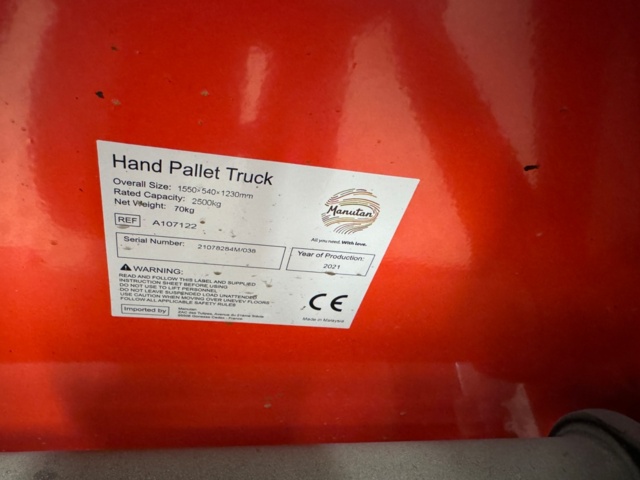 Hand Pallet Truck
Overall Size: 1550×540×1230mm
Rated Capacity: 2500kg
Net Weight: 70kg
REF A107122
Manutan
All you need. With love.
Serial Number: 21078284M/038
Year of Production: 2021
WARNING:
READ AND FOLLOW THIS LABEL AND SUPPLIED
INSTRUCTION SHEET BEFORE USING
DO NOT USE TO LIFT PERSONNEL
DO NOT LEAVE SUSPENDED LOAD UNATTENDED
USE CAUTION WHEN MOVING OVER UNEVEY FLOORS
FOLLOW ALL APPLICABLE SAFETY RULES
CE
Imported by
Manutan
Made in Malaysia